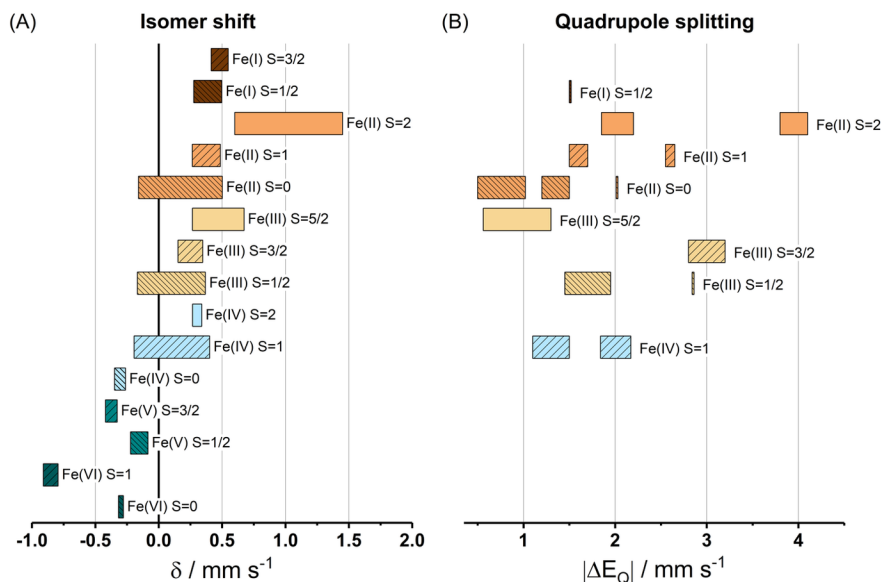 (A)
Isomer shift
Fe(I) S=3/2
Fe(I) S=1/2
Fe(II) S=2
Fe(II) S=1
Fe(II) S=0
Fe(III) S=5/2
Fe(III) S=3/2
Fe(III) S=1/2
Fe(IV) S=2
Fe(IV) S=1
Fe(IV) S=0
Fe(V) S=3/2
Fe(V) S=1/2
Fe(VI) S=1
Fe(VI) S=0
-1.0 -0.5 0.0 0.5 1.0 1.5 2.0
δ / mm s⁻¹
(B)
Quadrupole splitting
Fe(I) S=1/2
Fe(II) S=2
Fe(II) S=1
Fe(II) S=0
Fe(III) S=5/2
Fe(III) S=3/2
Fe(III) S=1/2
Fe(IV) S=1
1 2 3 4
|ΔE_Q| / mm s⁻¹